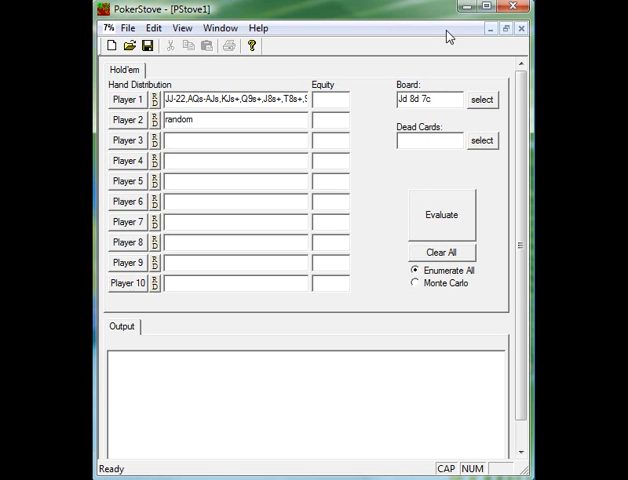 PokerStove - [PStove1]
7% File Edit View Window Help
Hold'em
Hand Distribution Equity Board:
Player 1 R D JJ-22,AQs-AJs,KJs+,Q9s+,J8s+,T8s+, Jd 8d 7c select
Player 2 R D random
Dead Cards:
Player 3 R D select
Player 4 R D
Player 5 R D
Player 6 R D
Player 7 R D Evaluate
Player 8 R D
Clear All
Player 9 R D
Enumerate All
Player 10 R D Monte Carlo
Output
Ready CAP NUM